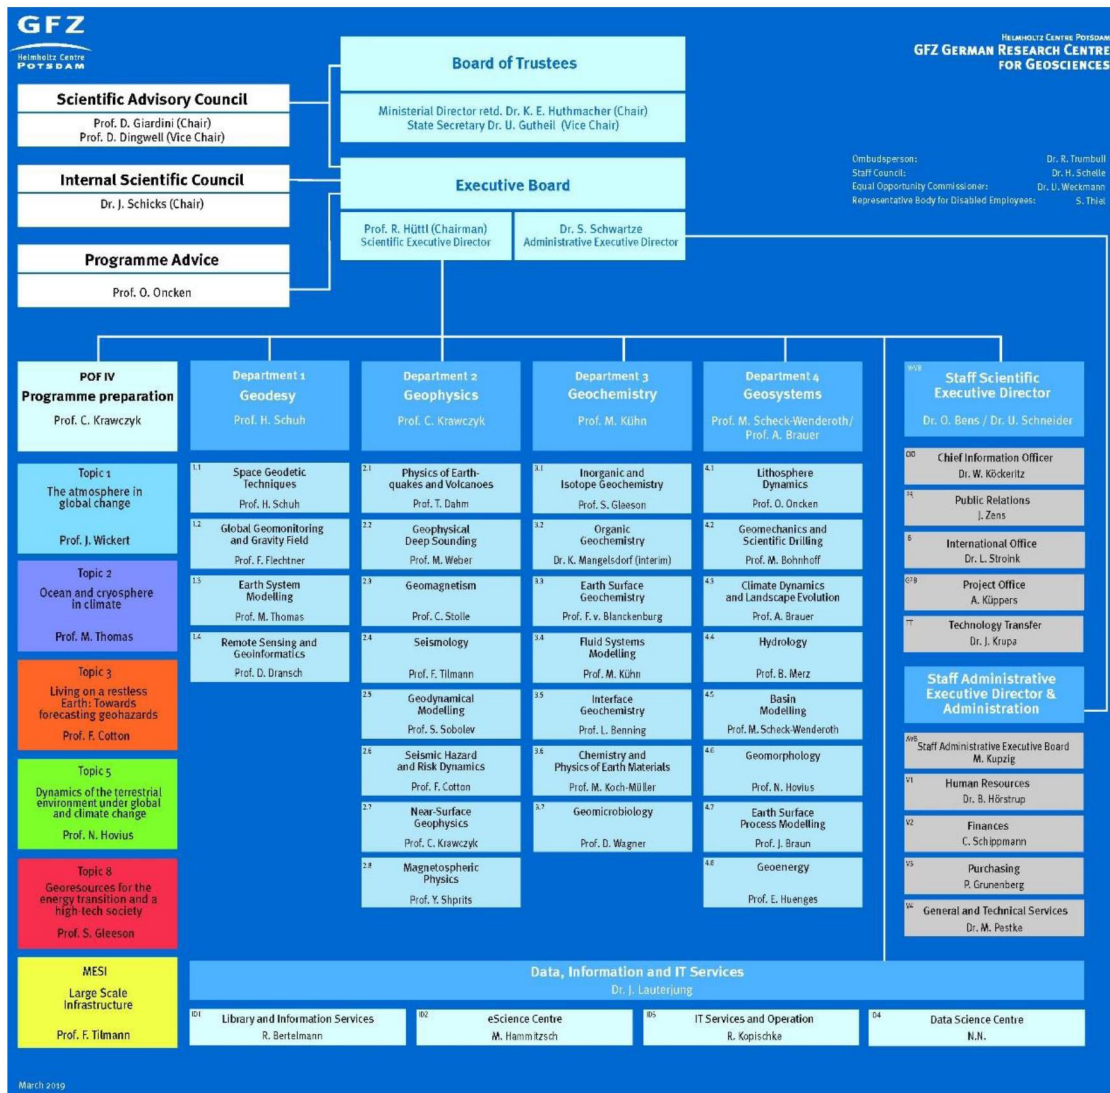 GFZ
Helmholtz Centre
POTSDAM
HELMHOLTZ CENTRE POTSDAM
GFZ GERMAN RESEARCH CENTRE
FOR GEOSCIENCES
Board of Trustees
Ministerial Director retd. Dr. K. E. Huthmacher (Chair)
State Secretary Dr. U. Gutheil (Vice Chair)
Scientific Advisory Council
Prof. D. Giardini (Chair)
Prof. D. Dingwell (Vice Chair)
Internal Scientific Council
Dr. J. Schicks (Chair)
Programme Advice
Prof. O. Oncken
Executive Board
Prof. R. Hüttl (Chairman)
Scientific Executive Director
Dr. S. Schwartze
Administrative Executive Director
Ombudsperson: Dr. R. Trumbull
Staff Council: Dr. H. Schelle
Equal Opportunity Commissioner: Dr. U. Weckmann
Representative Body for Disabled Employees: S. Thiel
POF IV
Programme preparation
Prof. C. Krawczyk
Topic 1
The atmosphere in
global change
Prof. J. Wickert
Topic 2
Ocean and cryosphere
in climate
Prof. M. Thomas
Topic 3
Living on a restless
Earth: Towards
forecasting geohazards
Prof. F. Cotton
Topic 5
Dynamics of the terrestrial
environment under global
and climate change
Prof. N. Hovius
Topic 8
Georesources for the
energy transition and a
high-tech society
Prof. S. Gleeson
MESI
Large Scale
Infrastructure
Prof. F. Tilmann
Department 1
Geodesy
Prof. H. Schuh
1.1
Space Geodetic
Techniques
Prof. H. Schuh
1.2
Global Geomonitoring
and Gravity Field
Prof. F. Flechtner
1.3
Earth System
Modelling
Prof. M. Thomas
1.4
Remote Sensing and
Geoinformatics
Prof. D. Dransch
Department 2
Geophysics
Prof. C. Krawczyk
2.1
Physics of Earth-
quakes and Volcanoes
Prof. T. Dahm
2.2
Geophysical
Deep Sounding
Prof. M. Weber
2.3
Geomagnetism
Prof. C. Stolle
2.4
Seismology
Prof. F. Tilmann
2.5
Geodynamical
Modelling
Prof. S. Sobolev
2.6
Seismic Hazard
and Risk Dynamics
Prof. F. Cotton
2.7
Near-Surface
Geophysics
Prof. C. Krawczyk
2.8
Magnetospheric
Physics
Prof. Y. Shprits
Department 3
Geochemistry
Prof. M. Kühn
3.1
Inorganic and
Isotope Geochemistry
Prof. S. Gleeson
3.2
Organic
Geochemistry
Dr. K. Mangelsdorf (interim)
3.3
Earth Surface
Geochemistry
Prof. F. v. Blanckenburg
3.4
Fluid Systems
Modelling
Prof. M. Kühn
3.5
Interface
Geochemistry
Prof. L. Benning
3.6
Chemistry and
Physics of Earth Materials
Prof. M. Koch-Müller
3.7
Geomicrobiology
Prof. D. Wagner
Department 4
Geosystems
Prof. M. Scheck-Wenderoth/
Prof. A. Brauer
4.1
Lithosphere
Dynamics
Prof. O. Oncken
4.2
Geomechanics and
Scientific Drilling
Prof. M. Bohnhoff
4.3
Climate Dynamics
and Landscape Evolution
Prof. A. Brauer
4.4
Hydrology
Prof. B. Merz
4.5
Basin
Modelling
Prof. M. Scheck-Wenderoth
4.6
Geomorphology
Prof. N. Hovius
4.7
Earth Surface
Process Modelling
Prof. J. Braun
4.8
Geoenergy
Prof. E. Huenges
Staff Scientific
Executive Director
Dr. O. Bens / Dr. U. Schneider
Chief Information Officer
Dr. W. Köckeritz
Public Relations
J. Zens
International Office
Dr. L. Stroink
Project Office
A. Küppers
TT
Technology Transfer
Dr. J. Krupa
Staff Administrative
Executive Director &
Administration
Staff Administrative Executive Board
M. Kupzig
V1
Human Resources
Dr. B. Hörstrup
V2
Finances
C. Schippmann
V3
Purchasing
P. Grunenberg
V4
General and Technical Services
Dr. M. Pestke
Data, Information and IT Services
Dr. J. Lauterjung
ID1
Library and Information Services
R. Bertelmann
ID2
eScience Centre
M. Hammitzsch
IT Services and Operation
R. Kopischke
Data Science Centre
N.N.
March 2019